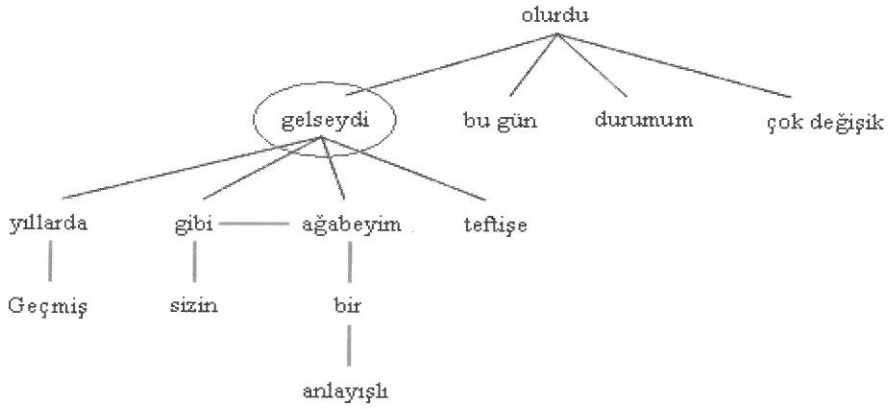 olurdu
gelseydi bu gün durumum çok değişik
yıllarda gibi ağabeyim teftişe
Geçmiş sizin bir
anlayışlı